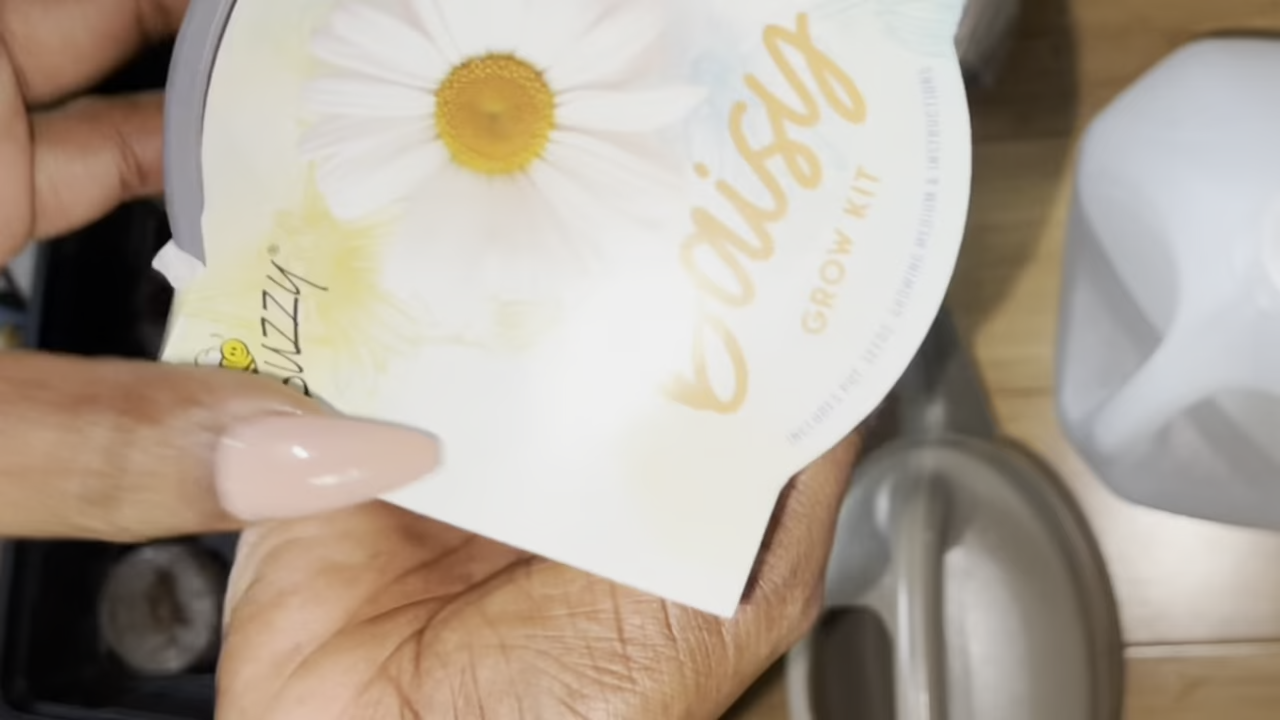 Daisy
GROW KIT
INCLUDES POT, SEEDS, GROWING MEDIUM & INSTRUCTIONS
Buzzy®